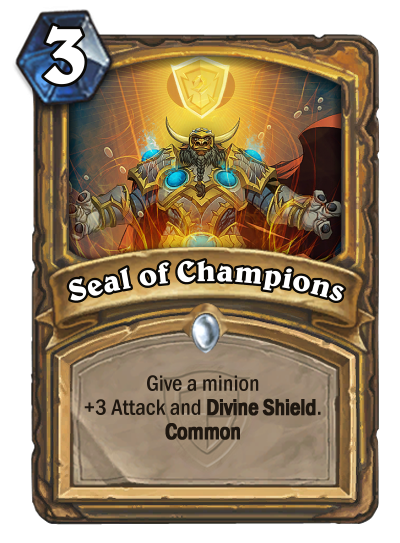 3
Seal of Champions
Give a minion
+3 Attack and Divine Shield.
Common